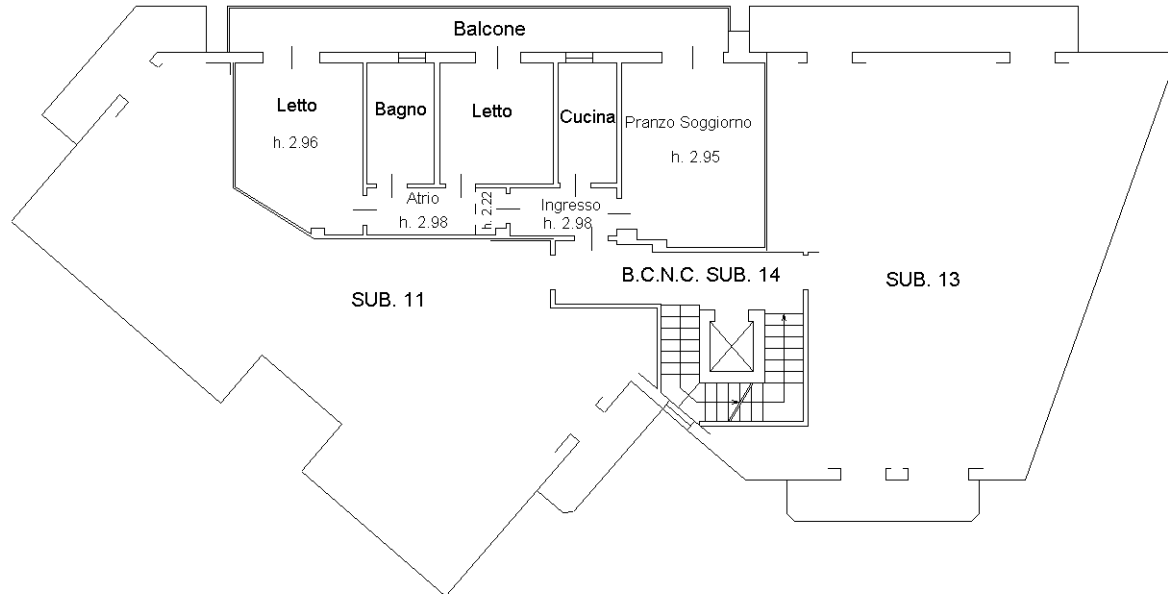 Balcone
Letto
h. 2.96
Bagno
Letto
Cucina
Pranzo Soggiorno
h. 2.95
Atrio
h. 2.98
h. 2.22
Ingresso
h. 2.98
B.C.N.C. SUB. 14
SUB. 11
SUB. 13